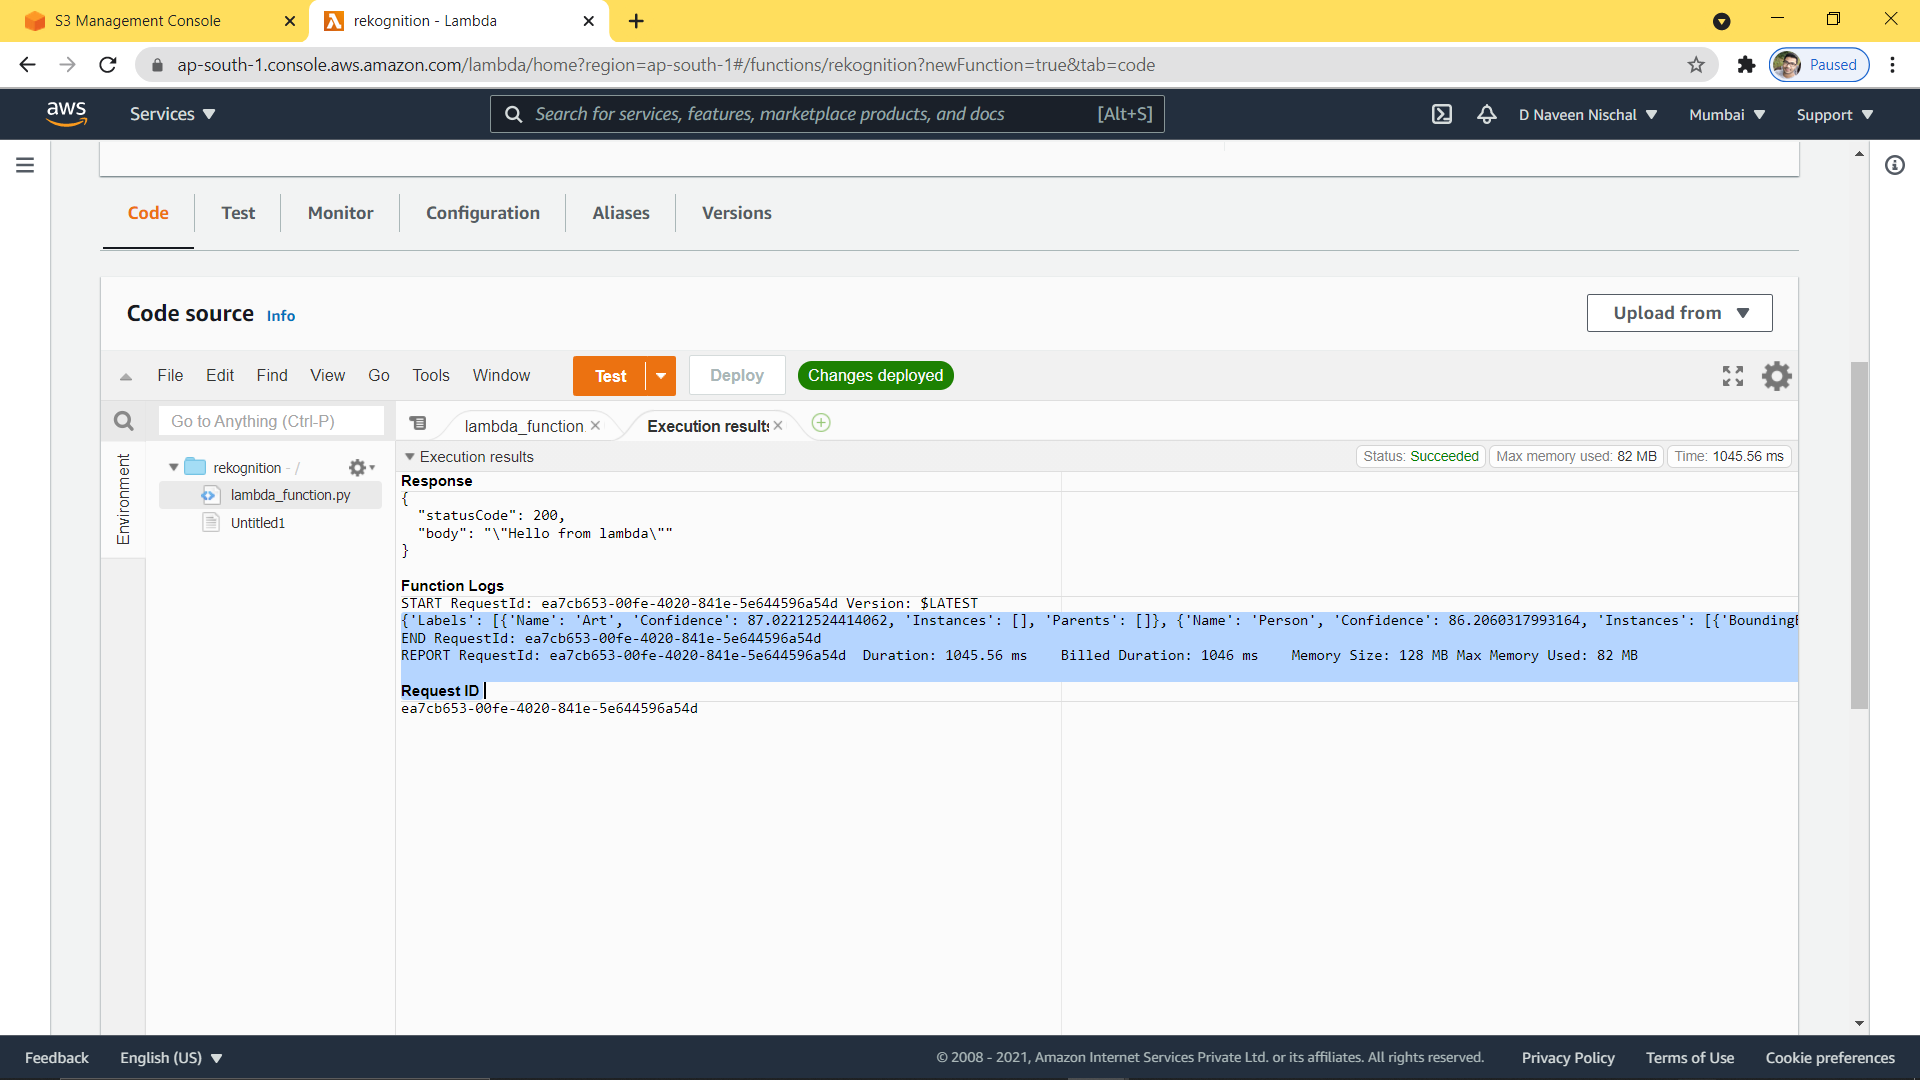 S3 Management Console
rekognition - Lambda
ap-south-1.console.aws.amazon.com/lambda/home?region=ap-south-1#/functions/rekognition?newFunction=true&tab=code
Paused
aws
Services
Search for services, features, marketplace products, and docs
[Alt+S]
D Naveen Nischal
Mumbai
Support
Code
Test
Monitor
Configuration
Aliases
Versions
Code source
Info
Upload from
File
Edit
Find
View
Go
Tools
Window
Test
Deploy
Changes deployed
Go to Anything (Ctrl-P)
lambda_function
Execution results
Environment
rekognition - /
lambda_function.py
Untitled1
Execution results
Status: Succeeded
Max memory used: 82 MB
Time: 1045.56 ms
Response
{
"statusCode": 200,
"body": "\"Hello from lambda\""
}
Function Logs
START RequestId: ea7cb653-00fe-4020-841e-5e644596a54d Version: $LATEST
{'Labels': [{'Name': 'Art', 'Confidence': 87.02212524414062, 'Instances': [], 'Parents': []}, {'Name': 'Person', 'Confidence': 86.2060317993164, 'Instances': [{'Bounding
END RequestId: ea7cb653-00fe-4020-841e-5e644596a54d
REPORT RequestId: ea7cb653-00fe-4020-841e-5e644596a54d Duration: 1045.56 ms Billed Duration: 1046 ms Memory Size: 128 MB Max Memory Used: 82 MB
Request ID
ea7cb653-00fe-4020-841e-5e644596a54d
Feedback
English (US)
© 2008 - 2021, Amazon Internet Services Private Ltd. or its affiliates. All rights reserved.
Privacy Policy
Terms of Use
Cookie preferences